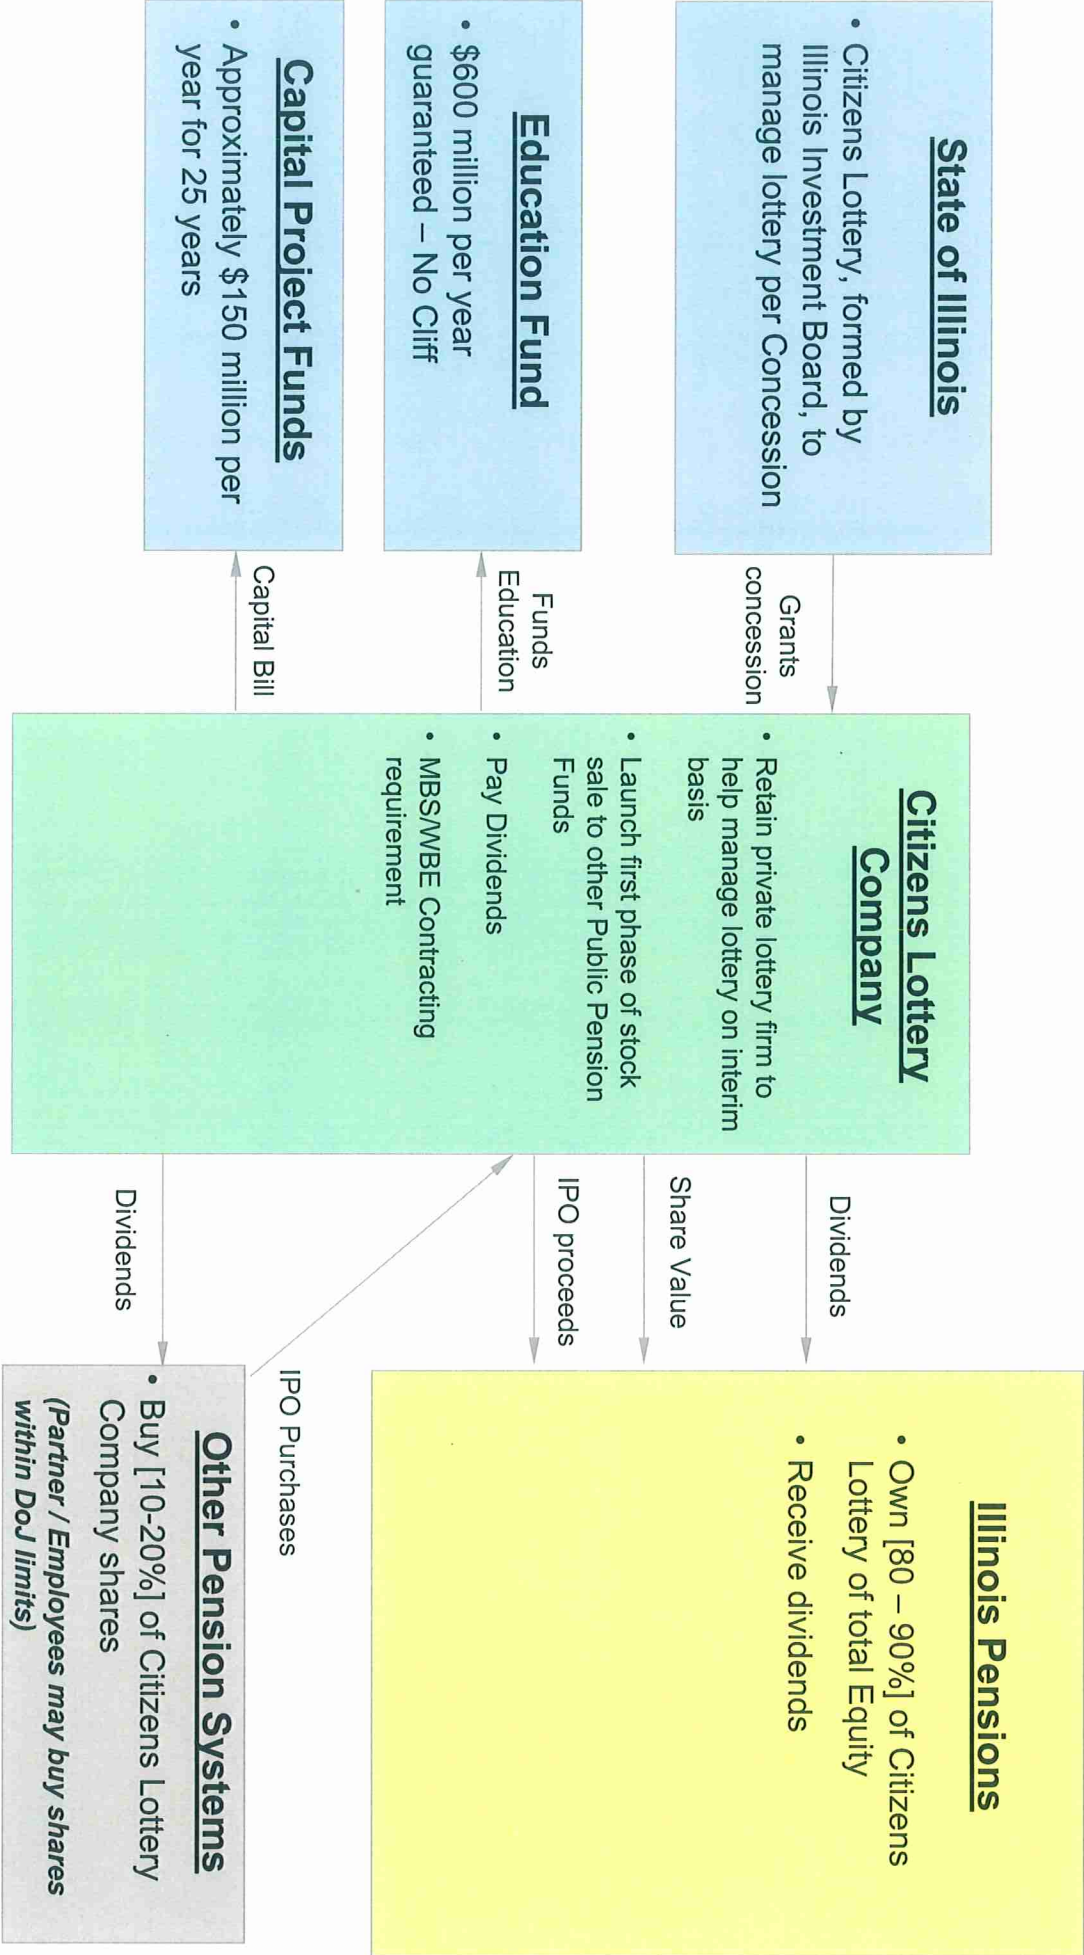 State of Illinois
• Citizens Lottery, formed by
Illinois Investment Board, to
manage lottery per Concession
Education Fund
• $600 million per year
guaranteed – No Cliff
Capital Project Funds
• Approximately $150 million per
year for 25 years
Grants
concession
Funds
Education
Capital Bill
Citizens Lottery
Company
• Retain private lottery firm to
help manage lottery on interim
basis
• Launch first phase of stock
sale to other Public Pension
Funds
• Pay Dividends
• MBS/WBE Contracting
requirement
Dividends
Share Value
IPO proceeds
IPO Purchases
Dividends
Illinois Pensions
• Own [80 – 90%] of Citizens
Lottery of total Equity
• Receive dividends
Other Pension Systems
• Buy [10-20%] of Citizens Lottery
Company shares
(Partner / Employees may buy shares
within DoJ limits)